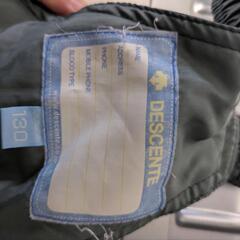 DESCENTE
NAME
ADDRESS
PHONE
MOBILE PHONE
BLOOD TYPE
130